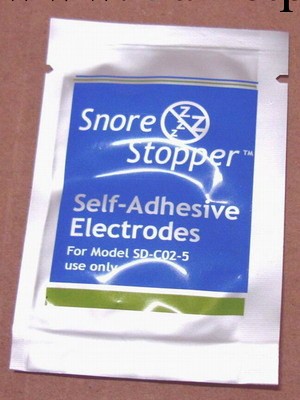 Snore
Stopper™
Self-Adhesive
Electrodes
For Model SD-C02-5
use only